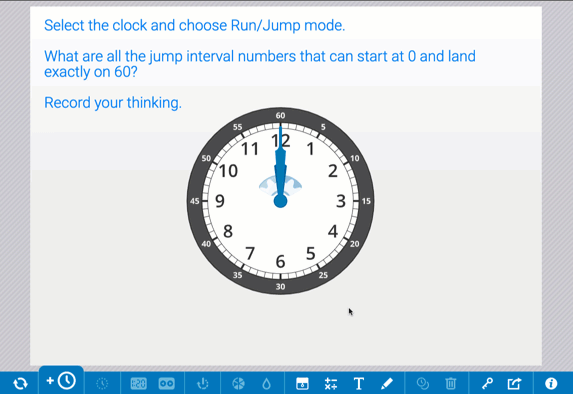 Select the clock and choose Run/Jump mode.
What are all the jump interval numbers that can start at 0 and land
exactly on 60?
Record your thinking.
60
55 5
12
11 1
50 10
10 2
45 9 3 15
8 4
40 20
7 5
6
35 25
30